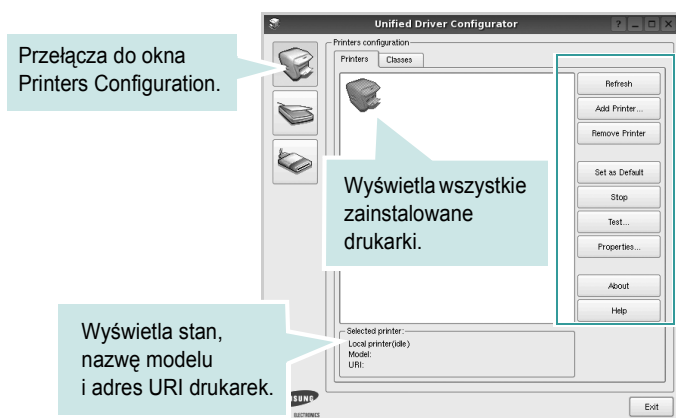 Unified Driver Configurator
Przełącza do okna
Printers Configuration.
Printers configuration
Printers
Classes
Refresh
Add Printer...
Remove Printer
Set as Default
Stop
Test...
Properties...
About
Help
Wyświetla wszystkie
zainstalowane
drukarki.
Selected printer:
Local printer(idle)
Model:
URI:
Wyświetla stan,
nazwę modelu
i adres URI drukarek.
SUNG
ELECTRONICS
Exit